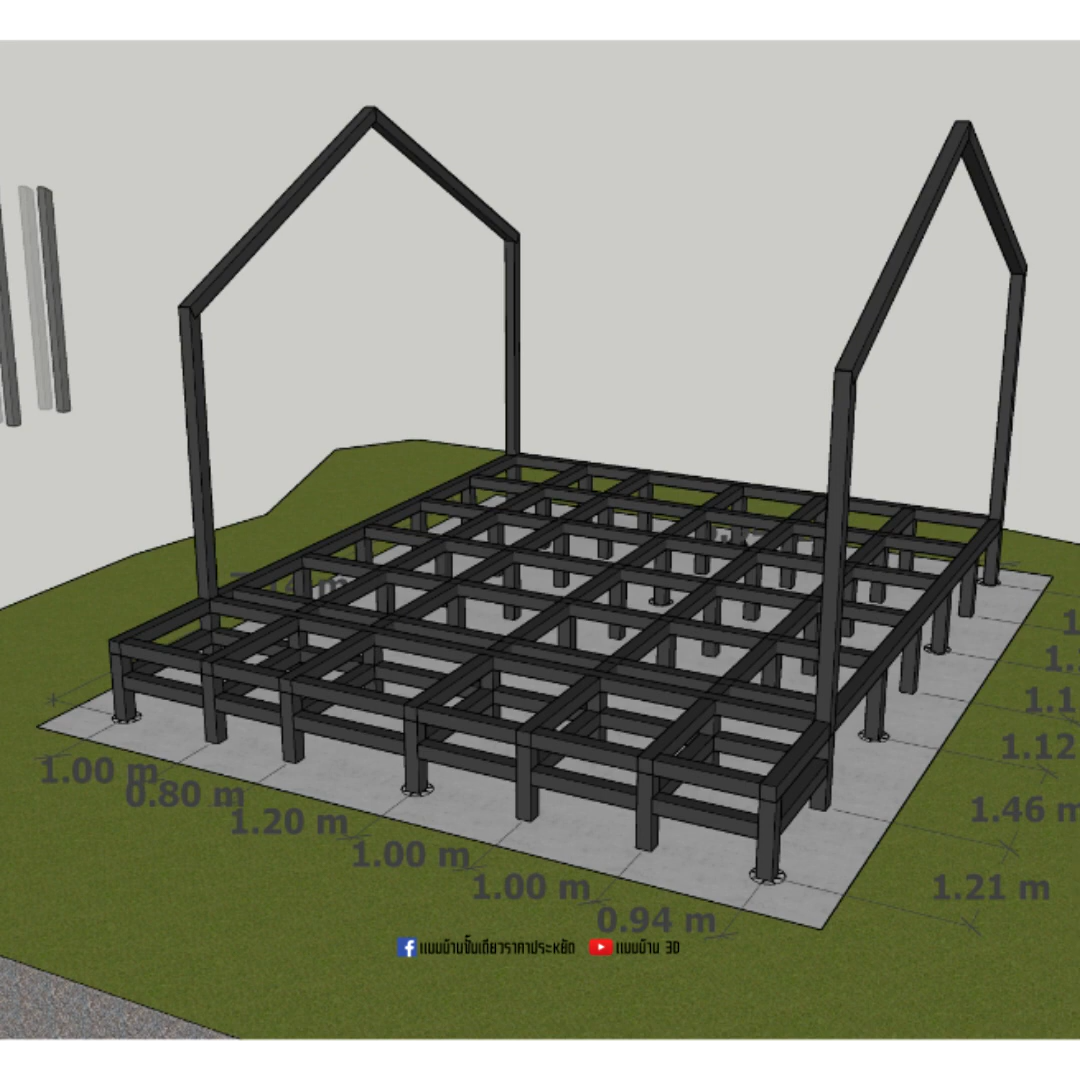 1.00 m
0.80 m
1.20 m
1.00 m
1.00 m
0.94 m
1.12
1.46 m
1.21 m
แบบบ้านชั้นเดียวราคาประหยัด
แบบบ้าน 3D